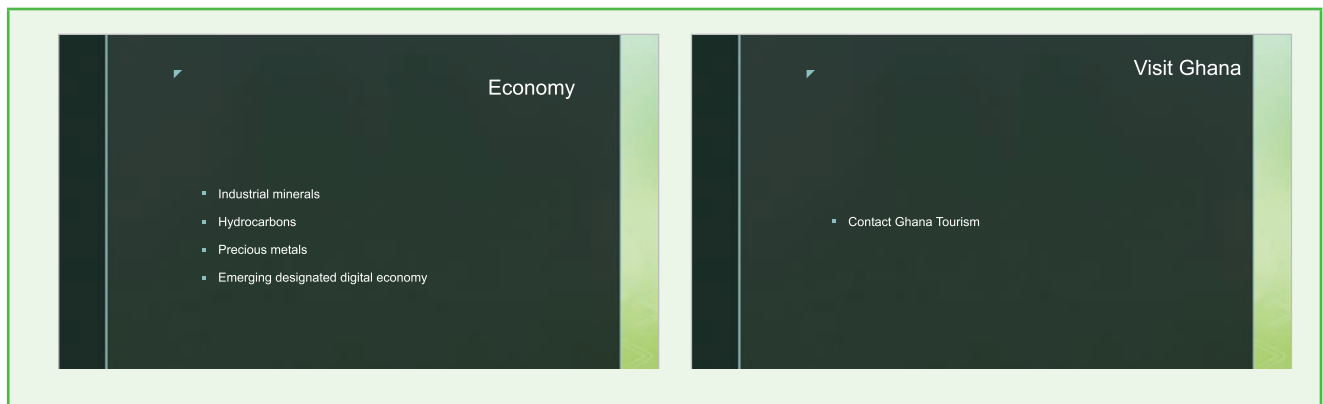 Economy
Industrial minerals
Hydrocarbons
Precious metals
Emerging designated digital economy
Visit Ghana
Contact Ghana Tourism